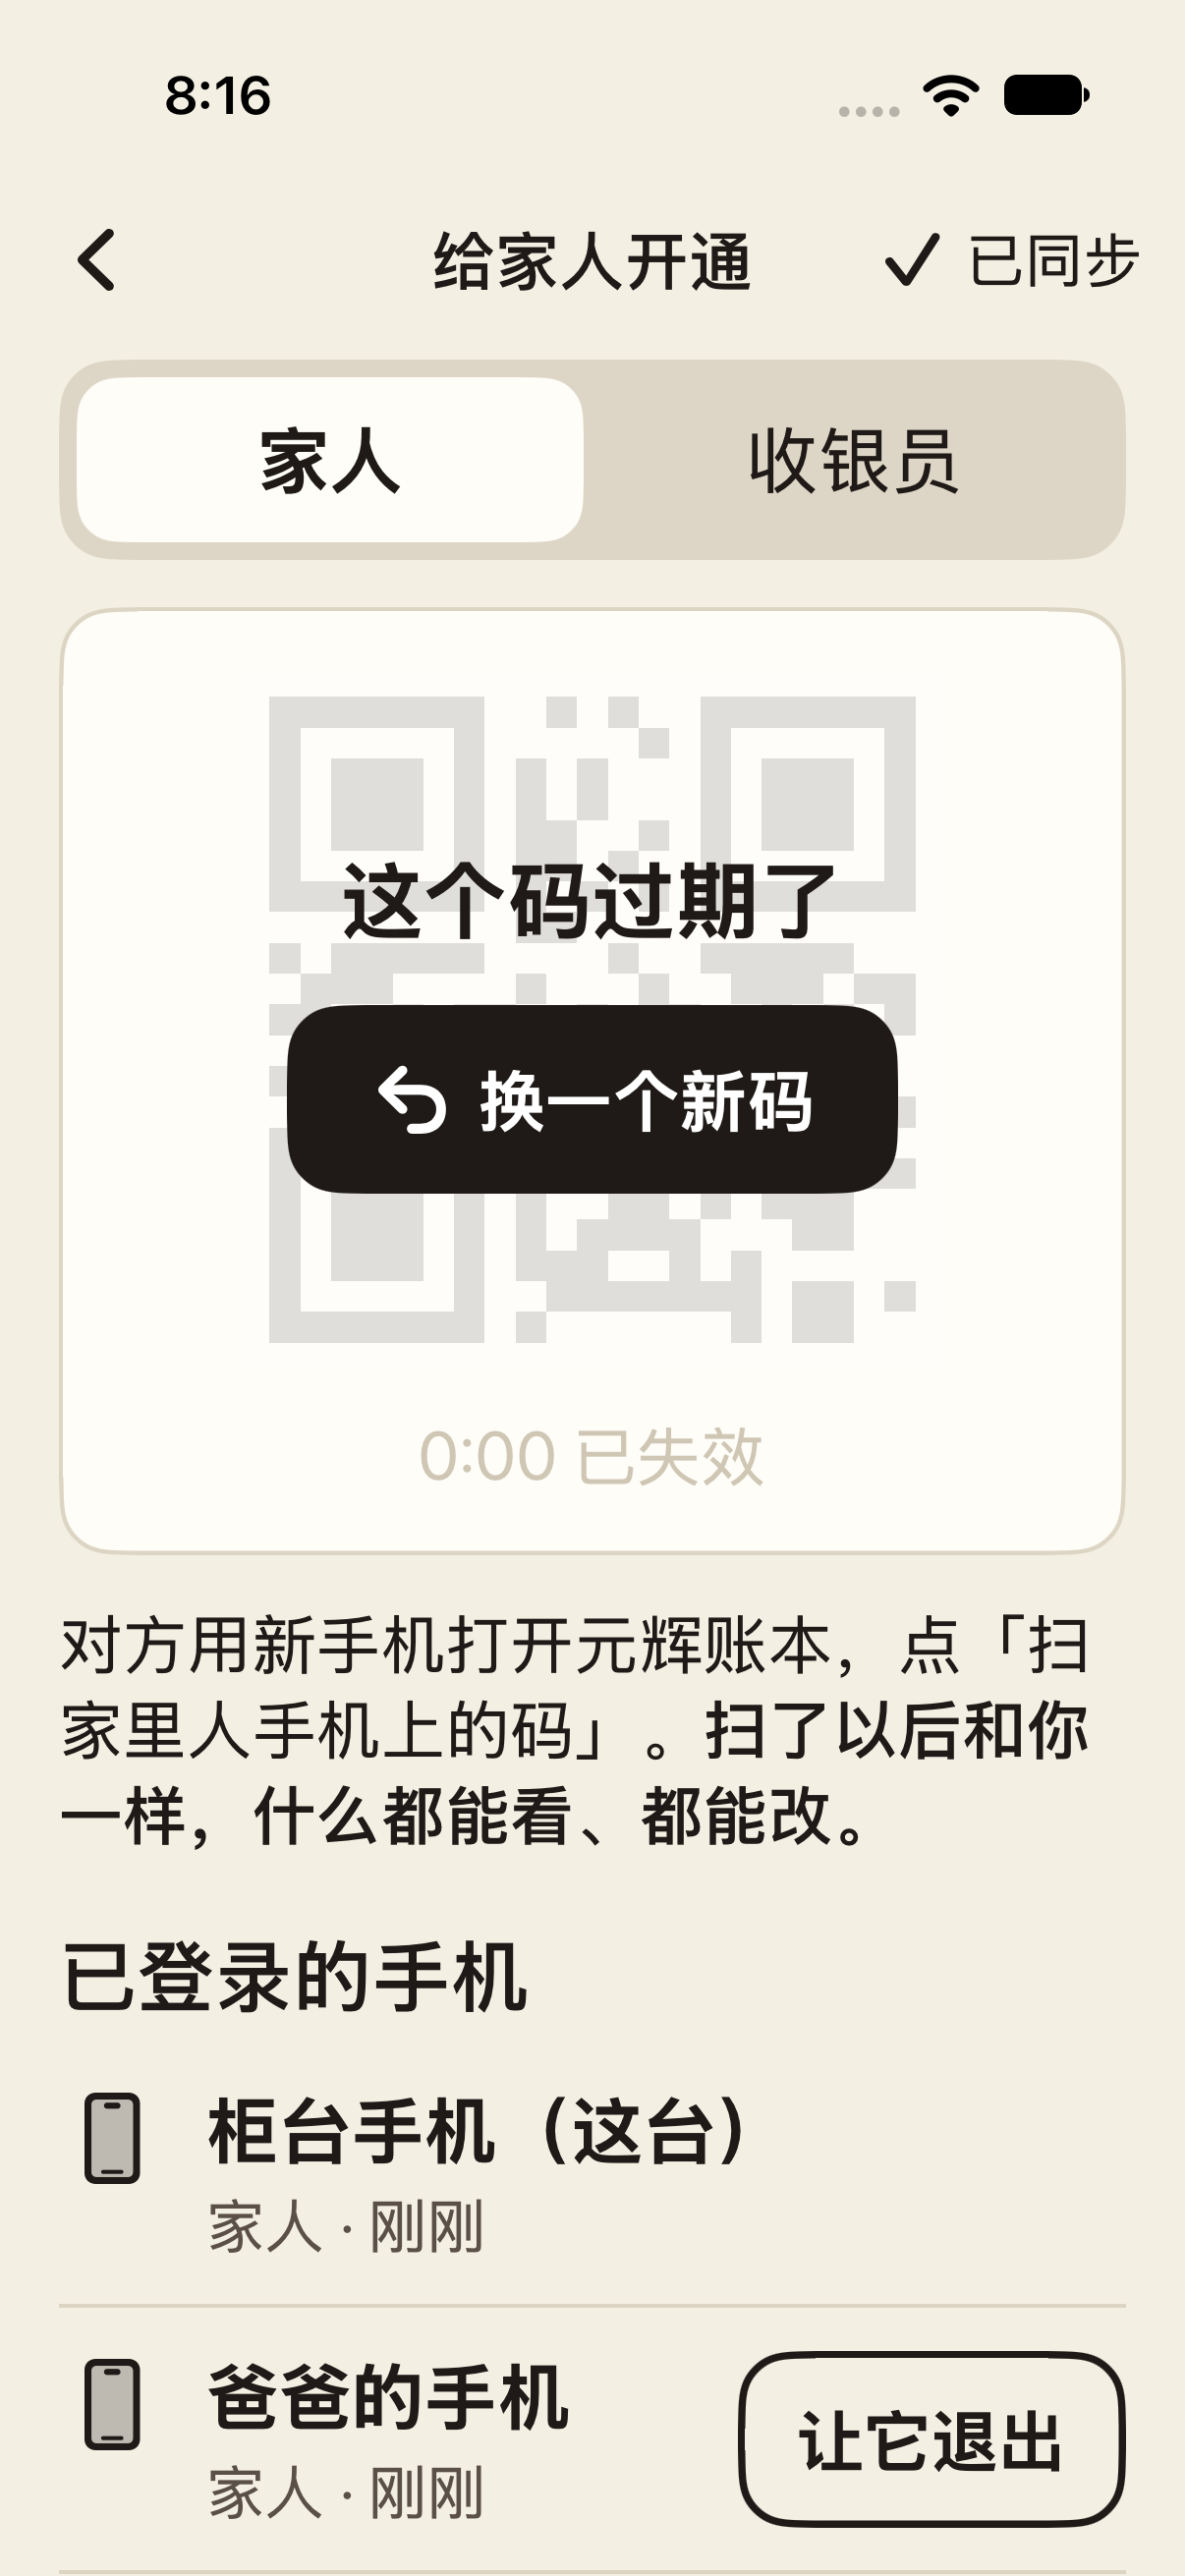 8:16
给家人开通
已同步
家人
收银员
这个码过期了
换一个新码
0:00 已失效
对方用新手机打开元辉账本，点「扫
家里人手机上的码」。扫了以后和你
一样，什么都能看、都能改。
已登录的手机
柜台手机（这台）
家人 · 刚刚
爸爸的手机
家人 · 刚刚
让它退出